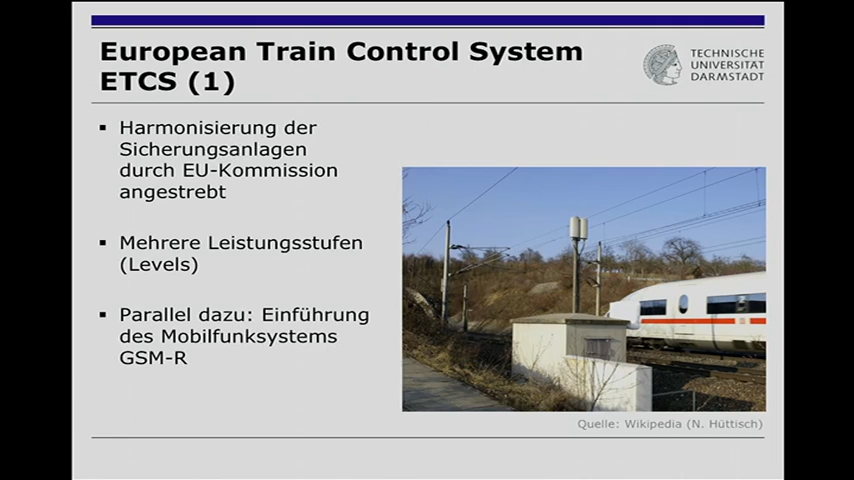 European Train Control System
ETCS (1)
TECHNISCHE
UNIVERSITÄT
DARMSTADT
▪ Harmonisierung der
Sicherungsanlagen
durch EU-Kommission
angestrebt
▪ Mehrere Leistungsstufen
(Levels)
▪ Parallel dazu: Einführung
des Mobilfunksystems
GSM-R
Quelle: Wikipedia (N. Hüttisch)